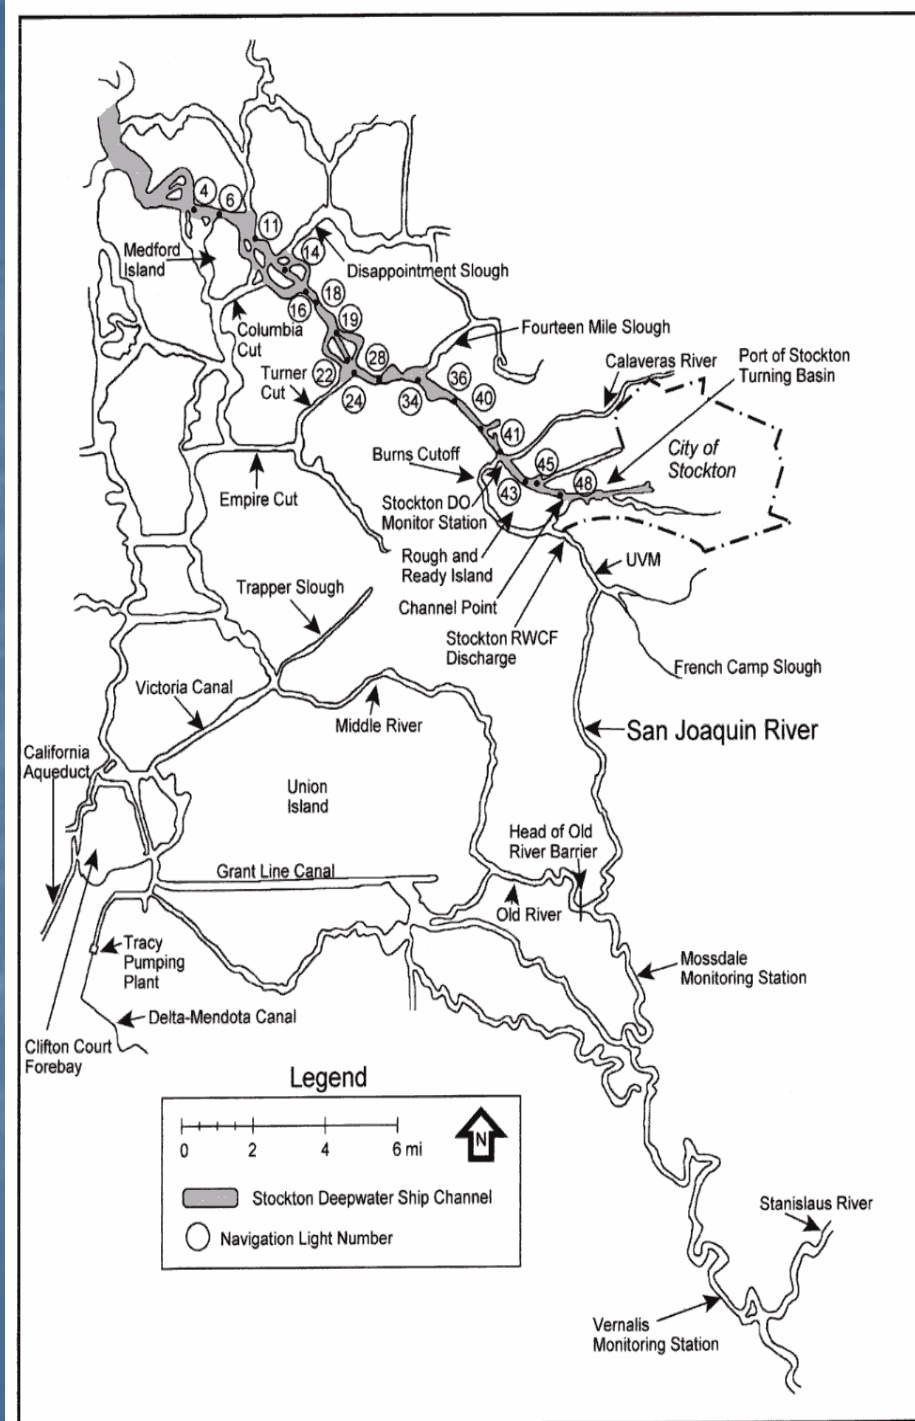 4
6
11
Medford
Island
14
Disappointment Slough
18
16
19
Columbia
Cut
Fourteen Mile Slough
28
Calaveras River
Port of Stockton
Turning Basin
Turner
Cut
22
24
34
36
40
41
City of
Stockton
Burns Cutoff
45
48
43
Empire Cut
Stockton DO
Monitor Station
Rough and
Ready Island
UVM
Trapper Slough
Channel Point
Stockton RWCF
Discharge
French Camp Slough
Victoria Canal
Middle River
San Joaquin River
California
Aqueduct
Union
Island
Head of Old
River Barrier
Grant Line Canal
Old River
Tracy
Pumping
Plant
Mossdale
Monitoring Station
Delta-Mendota Canal
Clifton Court
Forebay
Legend
0 2 4 6 mi
N
Stockton Deepwater Ship Channel
Navigation Light Number
Stanislaus River
Vernalis
Monitoring Station